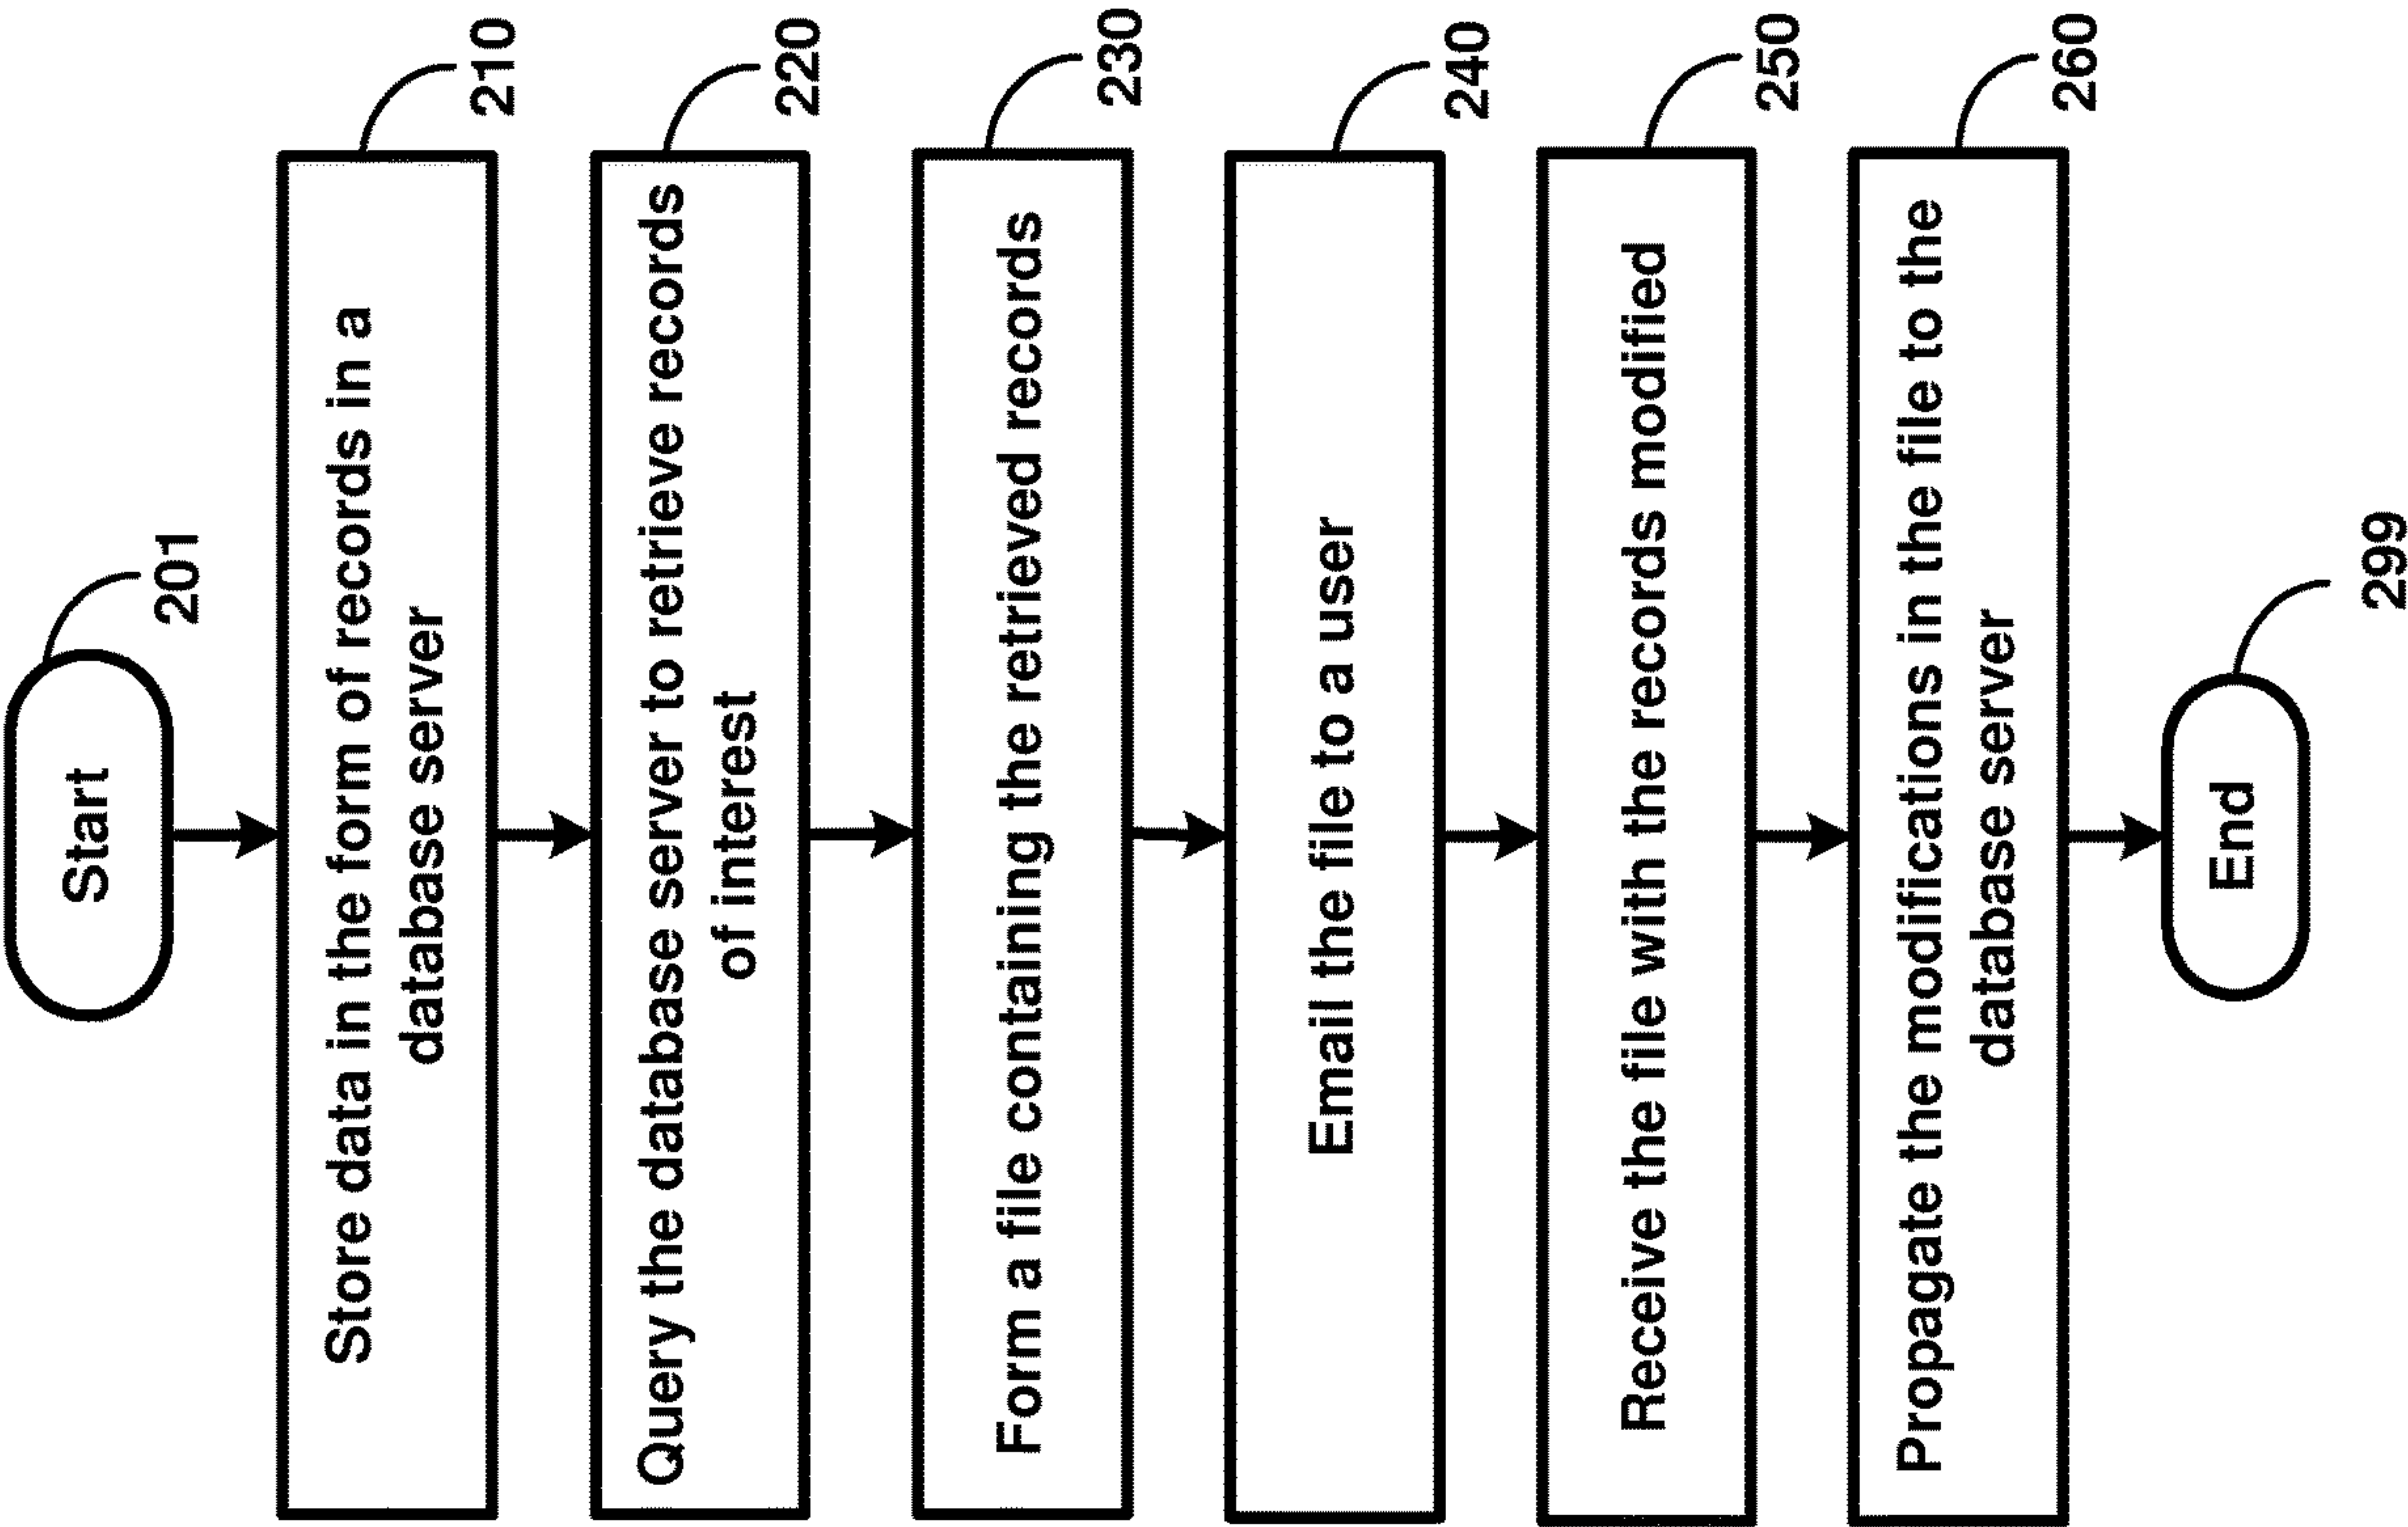 Start
201
Store data in the form of records in a
database server
210
Query the database server to retrieve records
of interest
220
Form a file containing the retrieved records
230
Email the file to a user
240
Receive the file with the records modified
250
Propagate the modifications in the file to the
database server
260
End
299